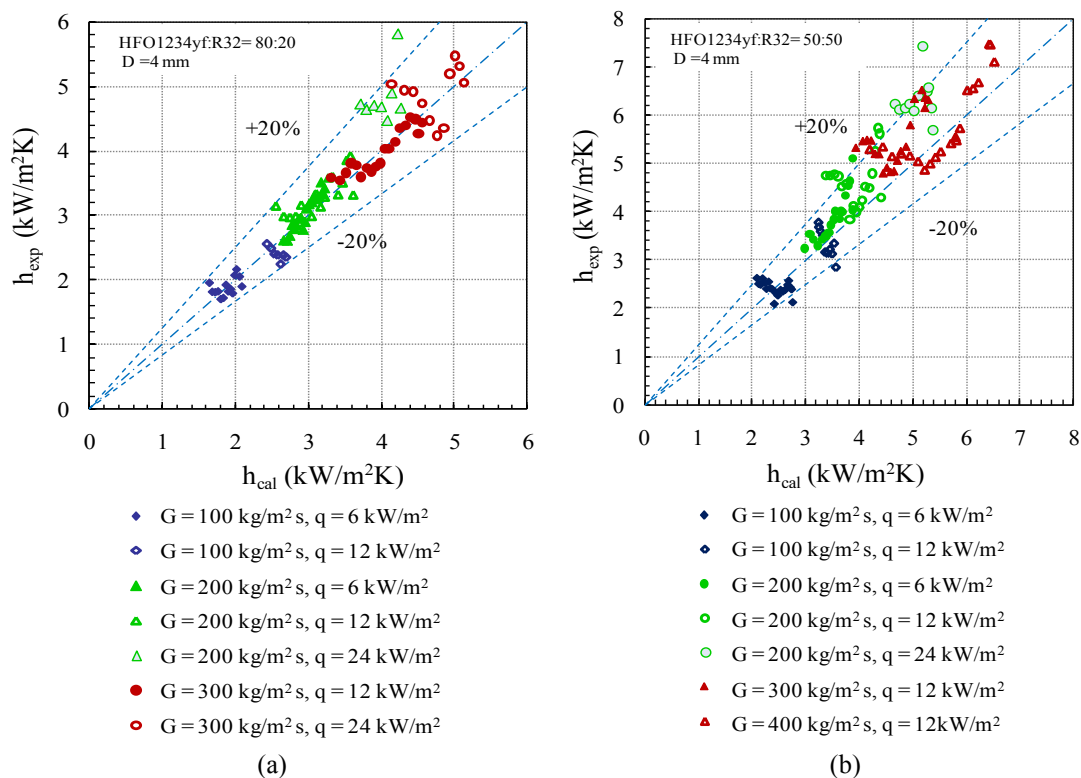 HFO1234yf:R32= 80:20
D =4 mm
+20%
-20%
6
5
4
3
2
1
0
h_exp (kW/m²K)
0 1 2 3 4 5 6
h_cal (kW/m²K)
G = 100 kg/m² s, q = 6 kW/m²
G = 100 kg/m² s, q = 12 kW/m²
G = 200 kg/m² s, q = 6 kW/m²
G = 200 kg/m² s, q = 12 kW/m²
G = 200 kg/m² s, q = 24 kW/m²
G = 300 kg/m² s, q = 12 kW/m²
G = 300 kg/m² s, q = 24 kW/m²
(a)
HFO1234yf:R32= 50:50
D =4 mm
+20%
-20%
8
7
6
5
4
3
2
1
0
h_exp (kW/m²K)
0 1 2 3 4 5 6 7 8
h_cal (kW/m²K)
G = 100 kg/m² s, q = 6 kW/m²
G = 100 kg/m² s, q = 12 kW/m²
G = 200 kg/m² s, q = 6 kW/m²
G = 200 kg/m² s, q = 12 kW/m²
G = 200 kg/m² s, q = 24 kW/m²
G = 300 kg/m² s, q = 12 kW/m²
G = 400 kg/m² s, q = 12kW/m²
(b)